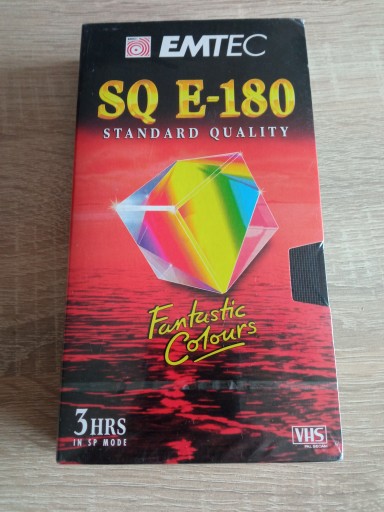 EMTEC
SQ E-180
STANDARD QUALITY
Fantastic
Colours
3HRS
IN SP MODE
VHS